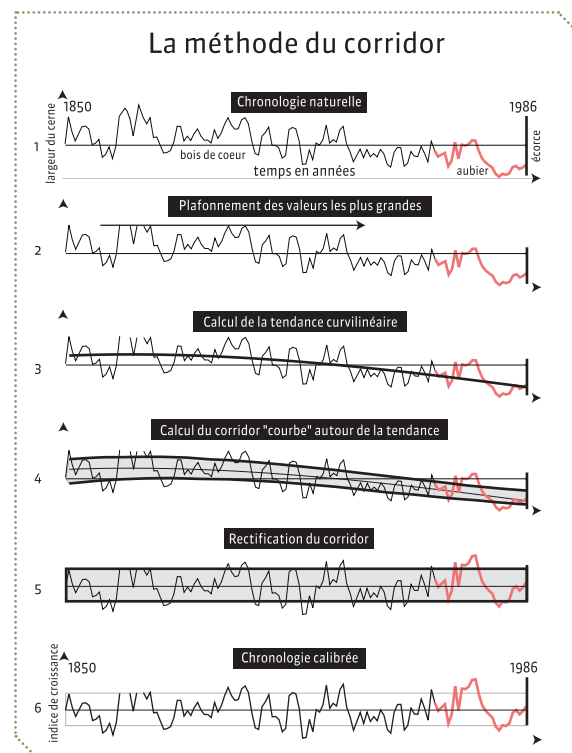 La méthode du corridor
Chronologie naturelle
1850
1986
largeur du cerne
1
bois de coeur
temps en années
aubier
écorce
Plafonnement des valeurs les plus grandes
2
Calcul de la tendance curvilinéaire
3
Calcul du corridor "courbe" autour de la tendance
4
Rectification du corridor
5
Chronologie calibrée
1850
1986
indice de croissance
6